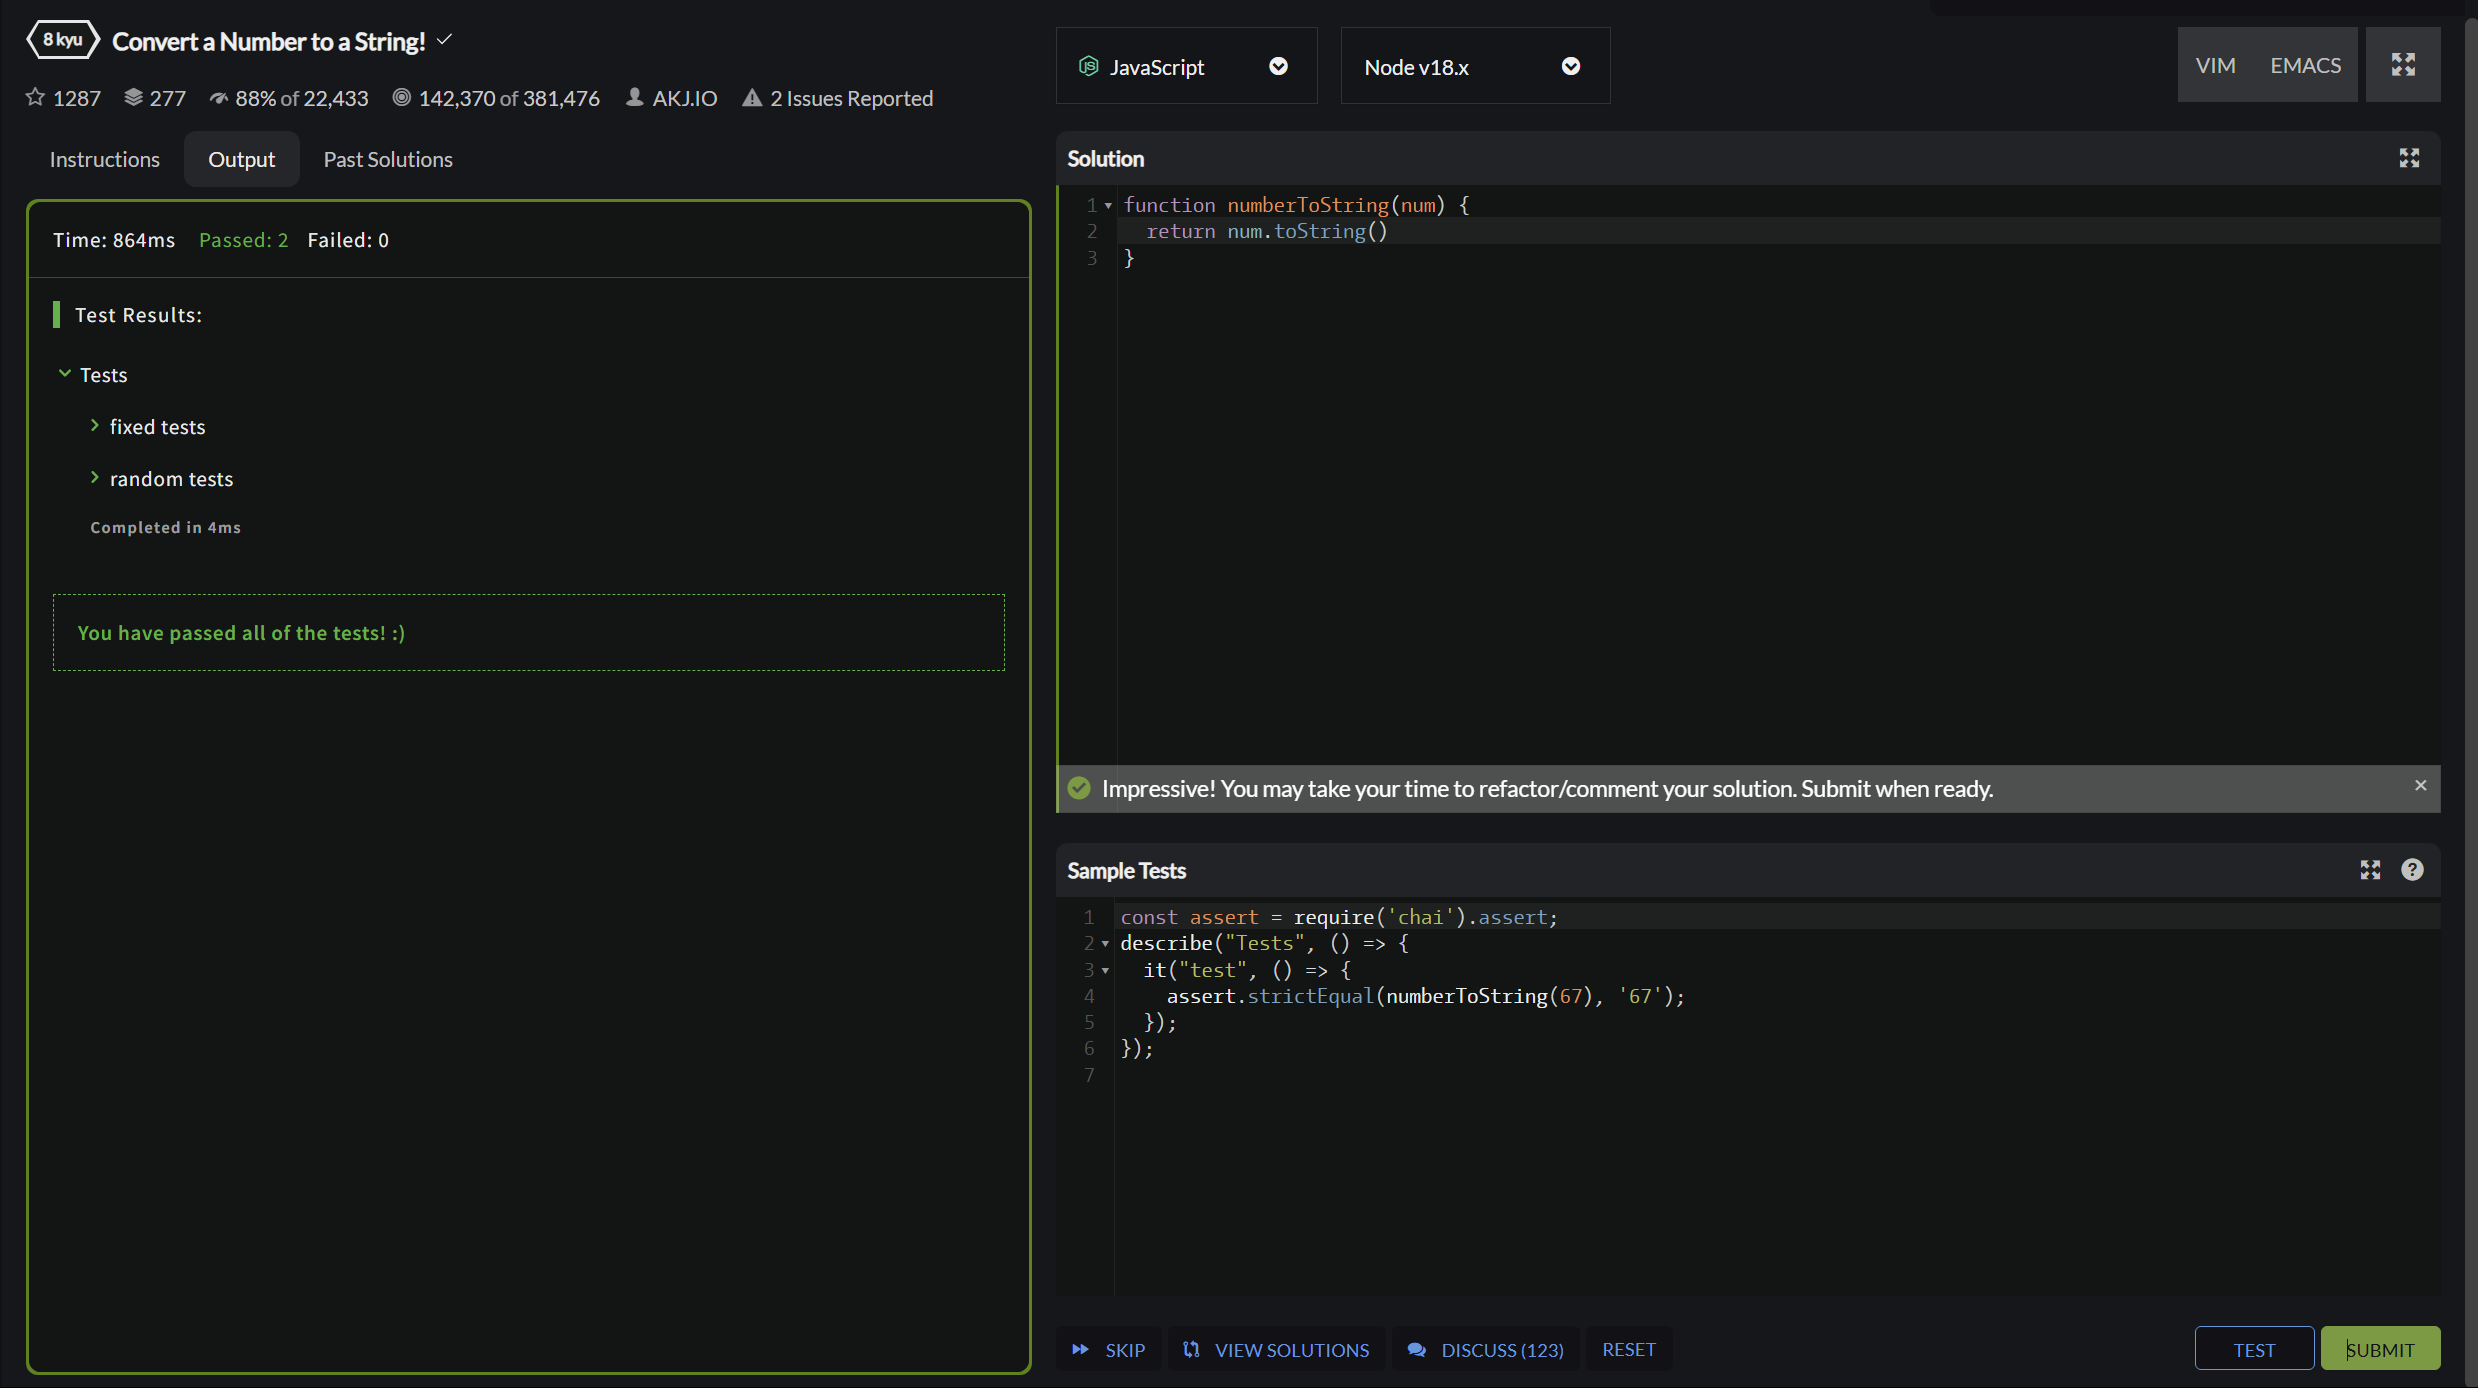 8 kyu Convert a Number to a String!
1287 277 88% of 22,433 142,370 of 381,476 AKJ.IO 2 Issues Reported
Instructions Output Past Solutions
Time: 864ms Passed: 2 Failed: 0
Test Results:
Tests
fixed tests
random tests
Completed in 4ms
You have passed all of the tests! :)
JavaScript Node v18.x VIM EMACS
Solution
1 function numberToString(num) {
2   return num.toString()
3 }
Impressive! You may take your time to refactor/comment your solution. Submit when ready.
Sample Tests
1 const assert = require('chai').assert;
2 describe("Tests", () => {
3   it("test", () => {
4     assert.strictEqual(numberToString(67), '67');
5   });
6 });
7
SKIP VIEW SOLUTIONS DISCUSS (123) RESET TEST SUBMIT